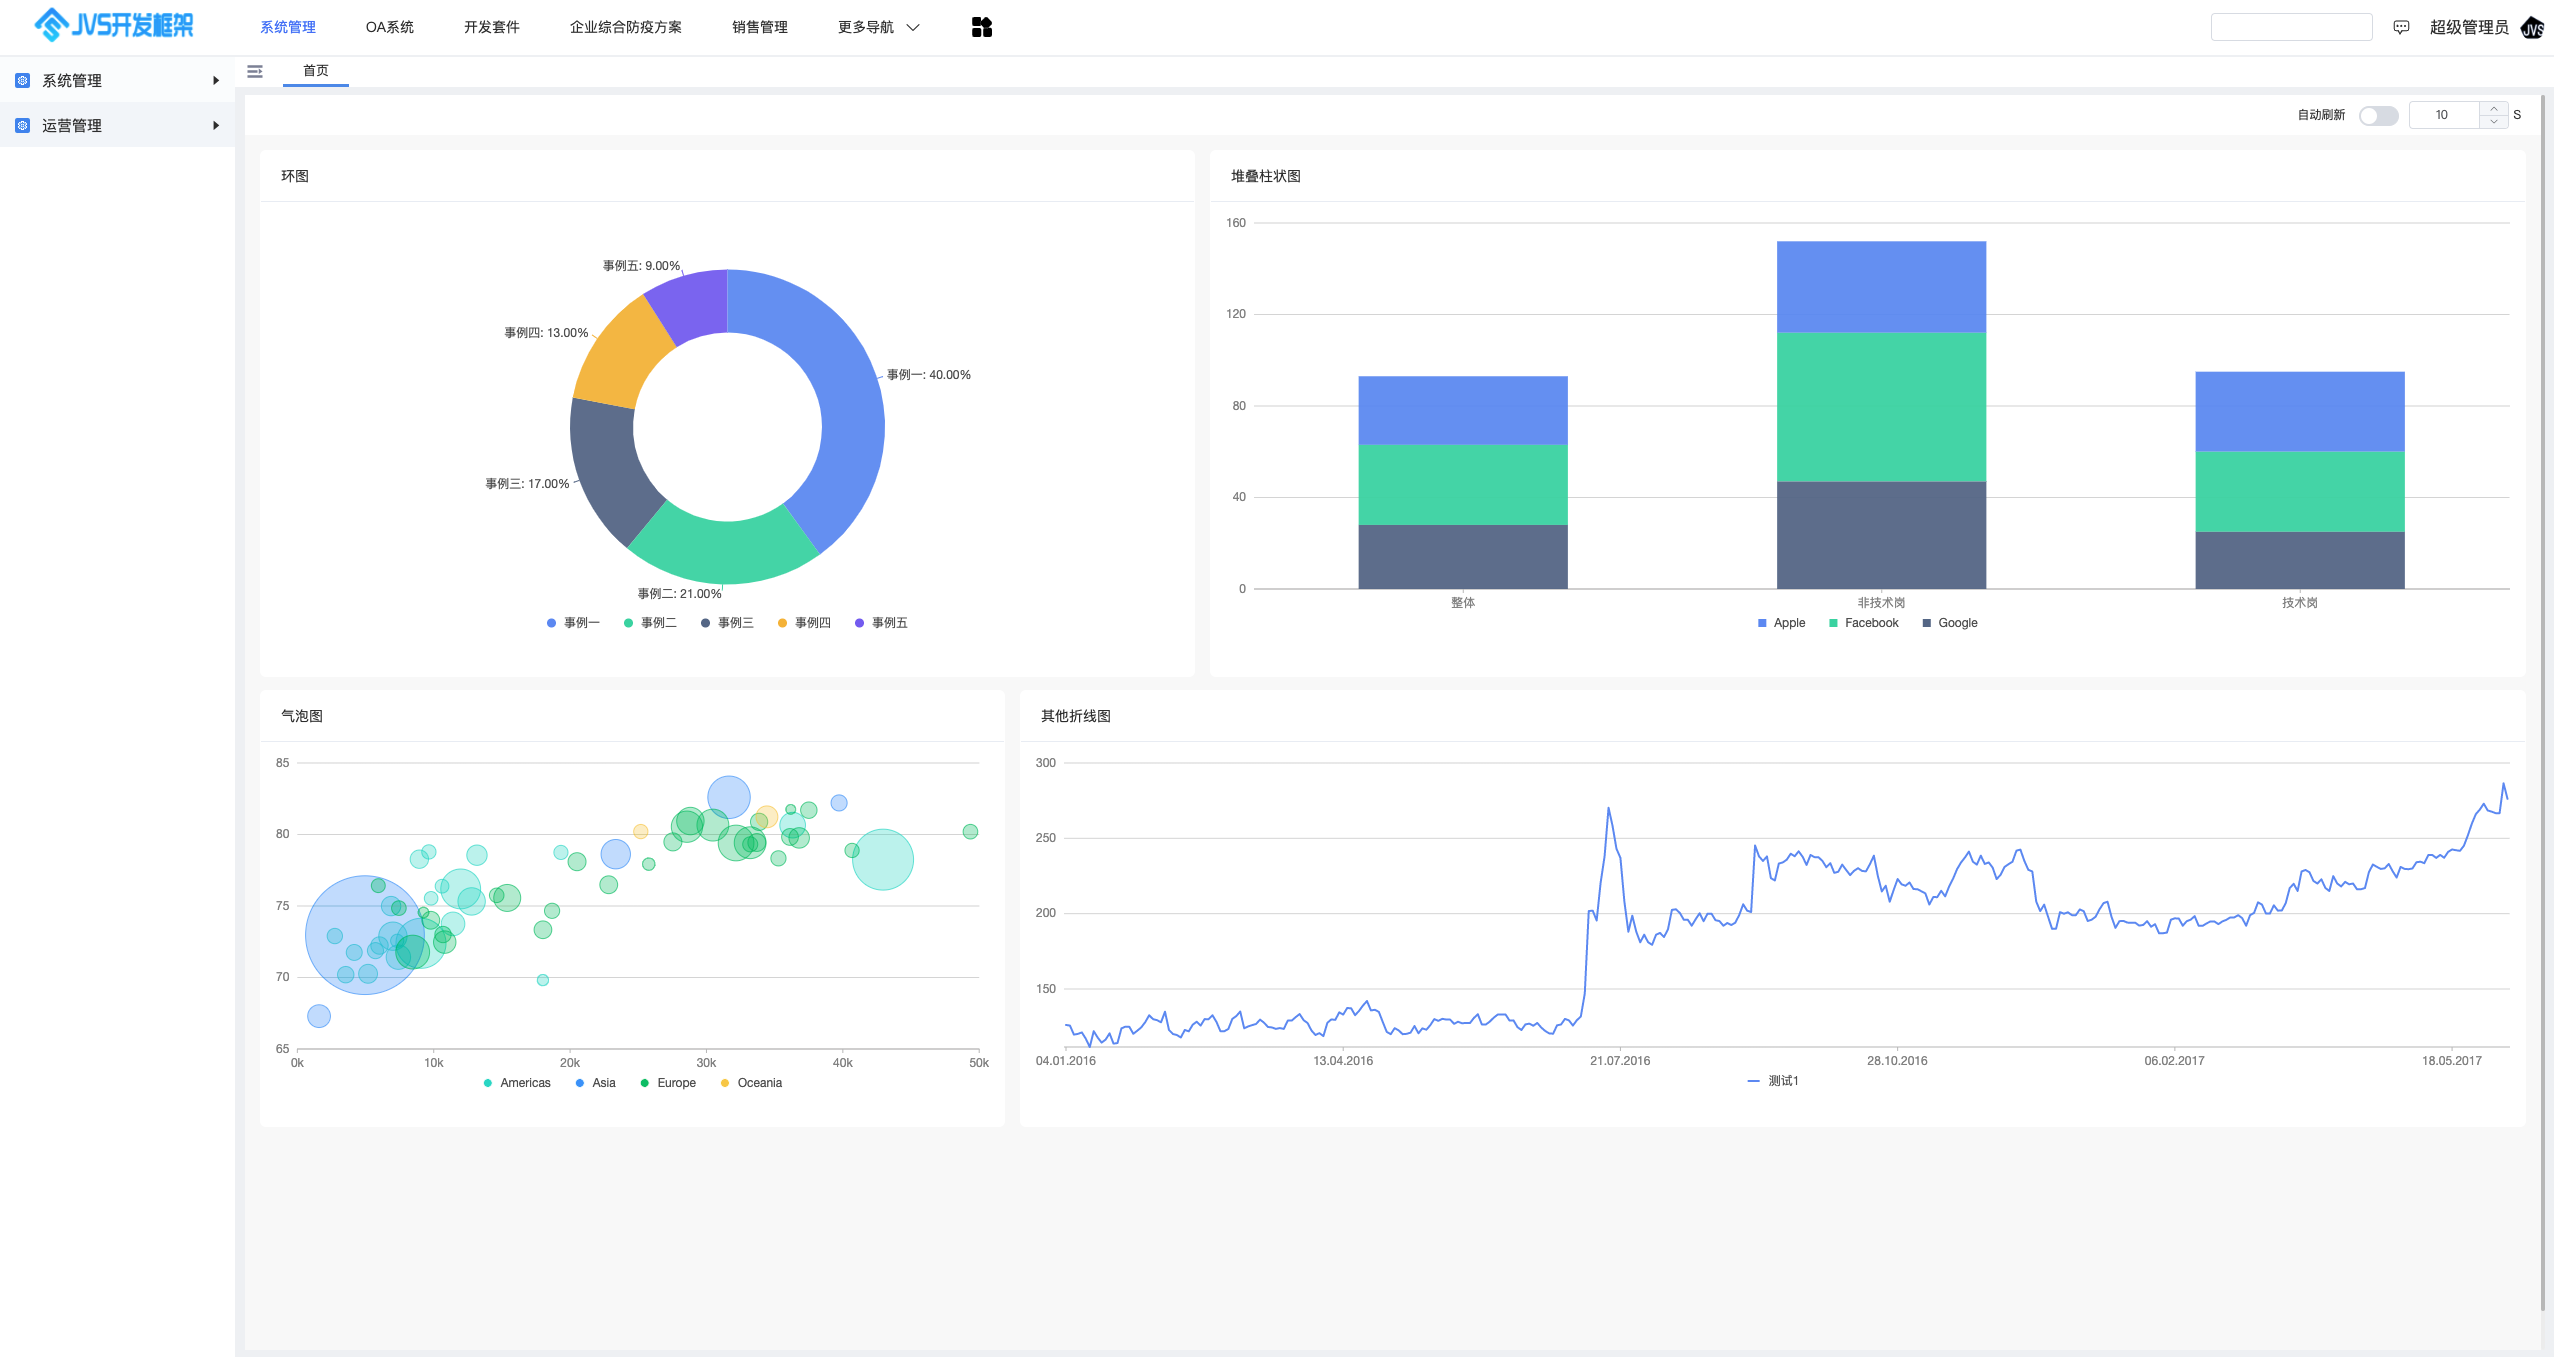 JVS开发框架
系统管理 OA系统 开发套件 企业综合防疫方案 销售管理 更多导航
超级管理员 JVS
系统管理
运营管理
首页
自动刷新 10 S
环图
事例五: 9.00%
事例四: 13.00%
事例一: 40.00%
事例三: 17.00%
事例二: 21.00%
事例一 事例二 事例三 事例四 事例五
堆叠柱状图
160
120
80
40
0
整体 非技术岗 技术岗
Apple Facebook Google
气泡图
85
80
75
70
65
0k 10k 20k 30k 40k 50k
Americas Asia Europe Oceania
其他折线图
300
250
200
150
04.01.2016 13.04.2016 21.07.2016 28.10.2016 06.02.2017 18.05.2017
测试1